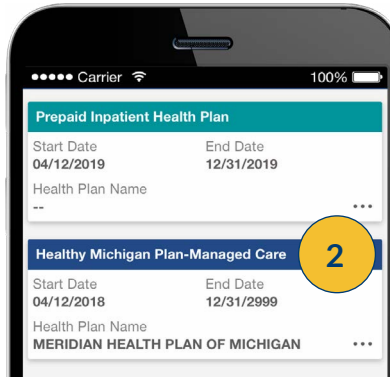 Carrier 100%
Prepaid Inpatient Health Plan
Start Date End Date
04/12/2019 12/31/2019
Health Plan Name
--
Healthy Michigan Plan-Managed Care 2
Start Date End Date
04/12/2018 12/31/2999
Health Plan Name
MERIDIAN HEALTH PLAN OF MICHIGAN